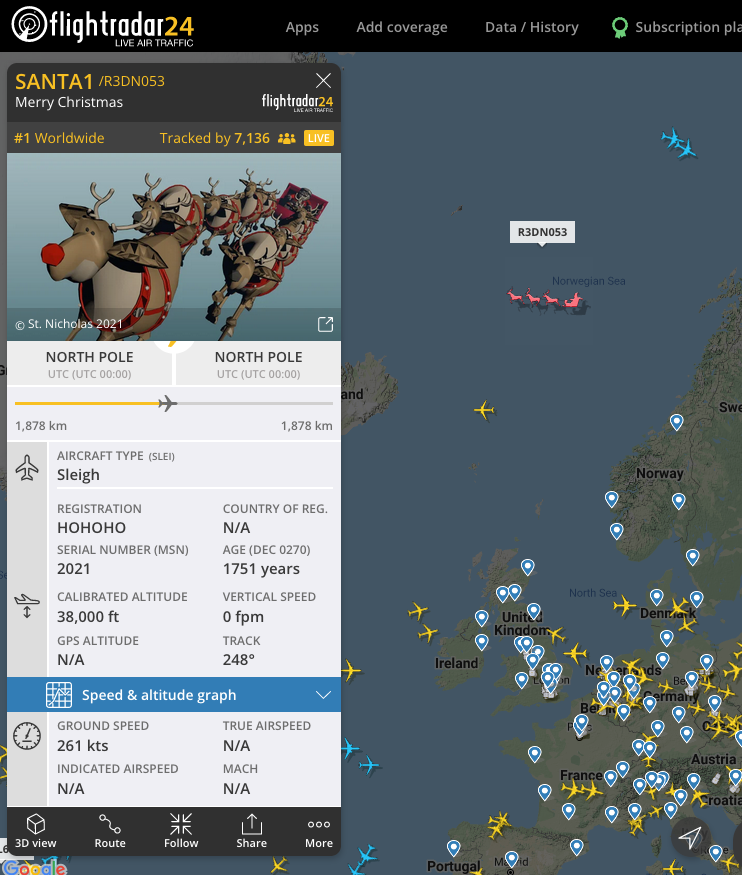 flightradar24
LIVE AIR TRAFFIC
Apps
Add coverage
Data / History
Subscription pla
SANTA1 /R3DN053
Merry Christmas
flightradar24
LIVE AIR TRAFFIC
#1 Worldwide
Tracked by 7,136
LIVE
© St. Nicholas 2021
NORTH POLE
UTC (UTC 00:00)
NORTH POLE
UTC (UTC 00:00)
1,878 km
1,878 km
AIRCRAFT TYPE (SLEI)
Sleigh
REGISTRATION
HOHOHO
COUNTRY OF REG.
N/A
SERIAL NUMBER (MSN)
2021
AGE (DEC 0270)
1751 years
CALIBRATED ALTITUDE
38,000 ft
VERTICAL SPEED
0 fpm
GPS ALTITUDE
N/A
TRACK
248°
Speed & altitude graph
GROUND SPEED
261 kts
TRUE AIRSPEED
N/A
INDICATED AIRSPEED
N/A
MACH
N/A
3D view
Route
Follow
Share
More
Google
R3DN053
Norwegian Sea
and
Swe
Norway
North Sea
United
Kingdom
Denmark
Ireland
London
Netherlands
Germany
France
Austria
Croatia
Portugal
Madrid